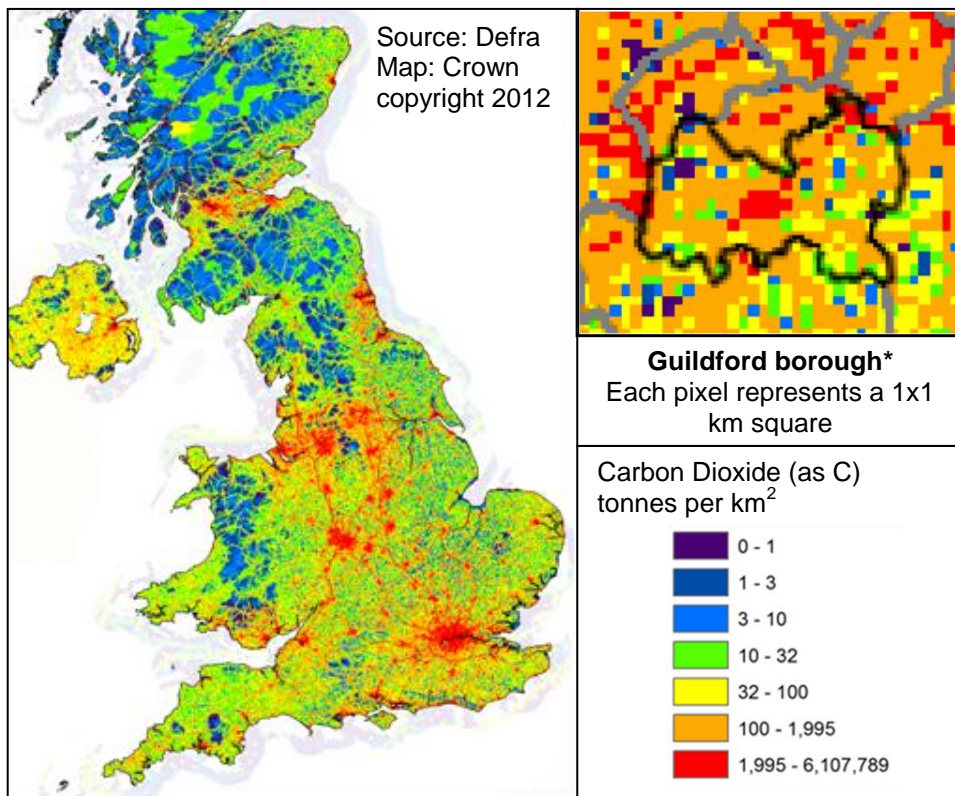 Source: Defra
Map: Crown
copyright 2012
Guildford borough*
Each pixel represents a 1x1
km square
Carbon Dioxide (as C)
tonnes per km²
0 - 1
1 - 3
3 - 10
10 - 32
32 - 100
100 - 1,995
1,995 - 6,107,789